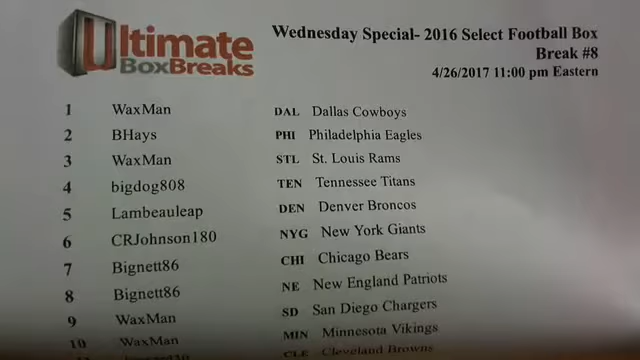 Ultimate
BoxBreaks
Wednesday Special- 2016 Select Football Box
Break #8
4/26/2017 11:00 pm Eastern
1 WaxMan DAL Dallas Cowboys
2 BHays PHI Philadelphia Eagles
3 WaxMan STL St. Louis Rams
4 bigdog808 TEN Tennessee Titans
5 Lambeauleap DEN Denver Broncos
6 CRJohnson180 NYG New York Giants
7 Bignett86 CHI Chicago Bears
8 Bignett86 NE New England Patriots
9 WaxMan SD San Diego Chargers
10 WaxMan MIN Minnesota Vikings
CLE Cleveland Browns